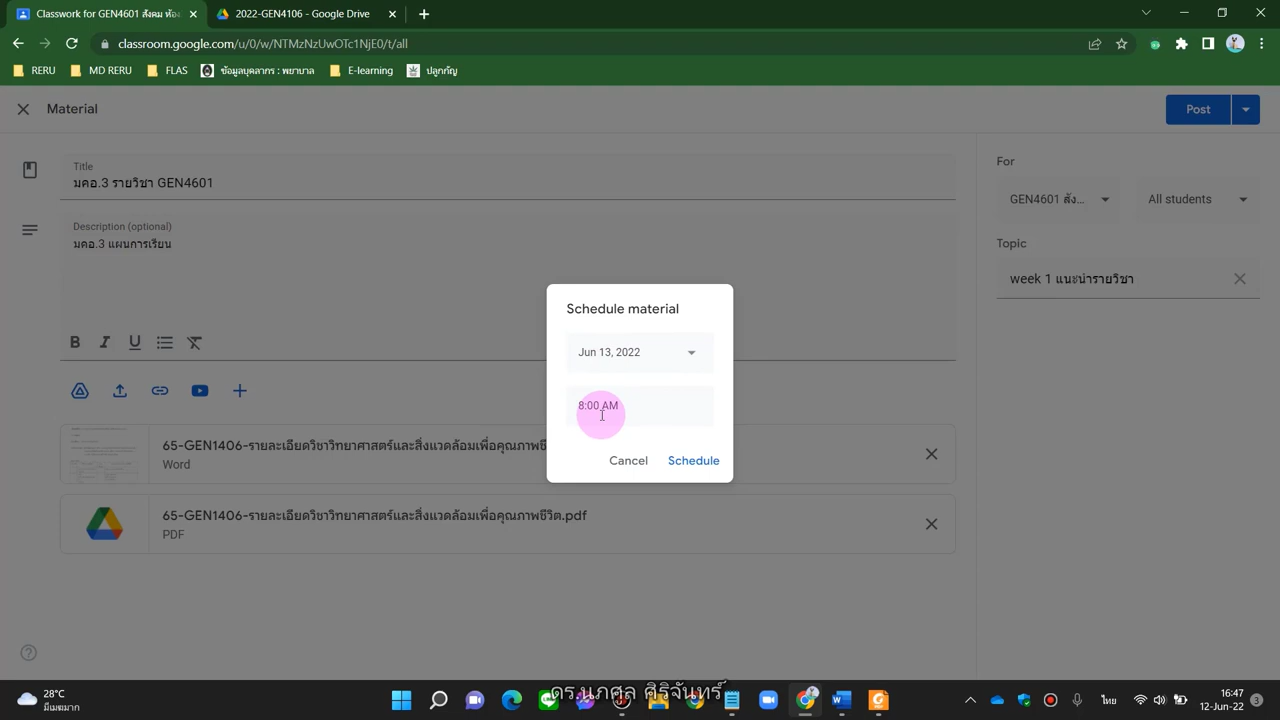 Classwork for GEN4601 สังคม ห้อง
2022-GEN4106 - Google Drive
classroom.google.com/u/0/w/NTMzNzUwOTc1NjE0/t/all
RERU
MD RERU
FLAS
ข้อมูลบุคลากร : พยาบาล
E-learning
ปลูกกัญ
Material
Post
Title
มคอ.3 รายวิชา GEN4601
Description (optional)
มคอ.3 แผนการเรียน
For
GEN4601 สัง...
All students
Topic
week 1 แนะนำรายวิชา
Schedule material
Jun 13, 2022
8:00 AM
Cancel
Schedule
65-GEN1406-รายละเอียดวิชาวิทยาศาสตร์และสิ่งแวดล้อมเพื่อคุณภาพชี
Word
65-GEN1406-รายละเอียดวิชาวิทยาศาสตร์และสิ่งแวดล้อมเพื่อคุณภาพชีวิต.pdf
PDF
28°C
มีเมฆมาก
ดร.นภศูล ศิริจันทร์
ไทย
16:47
12-Jun-22
3